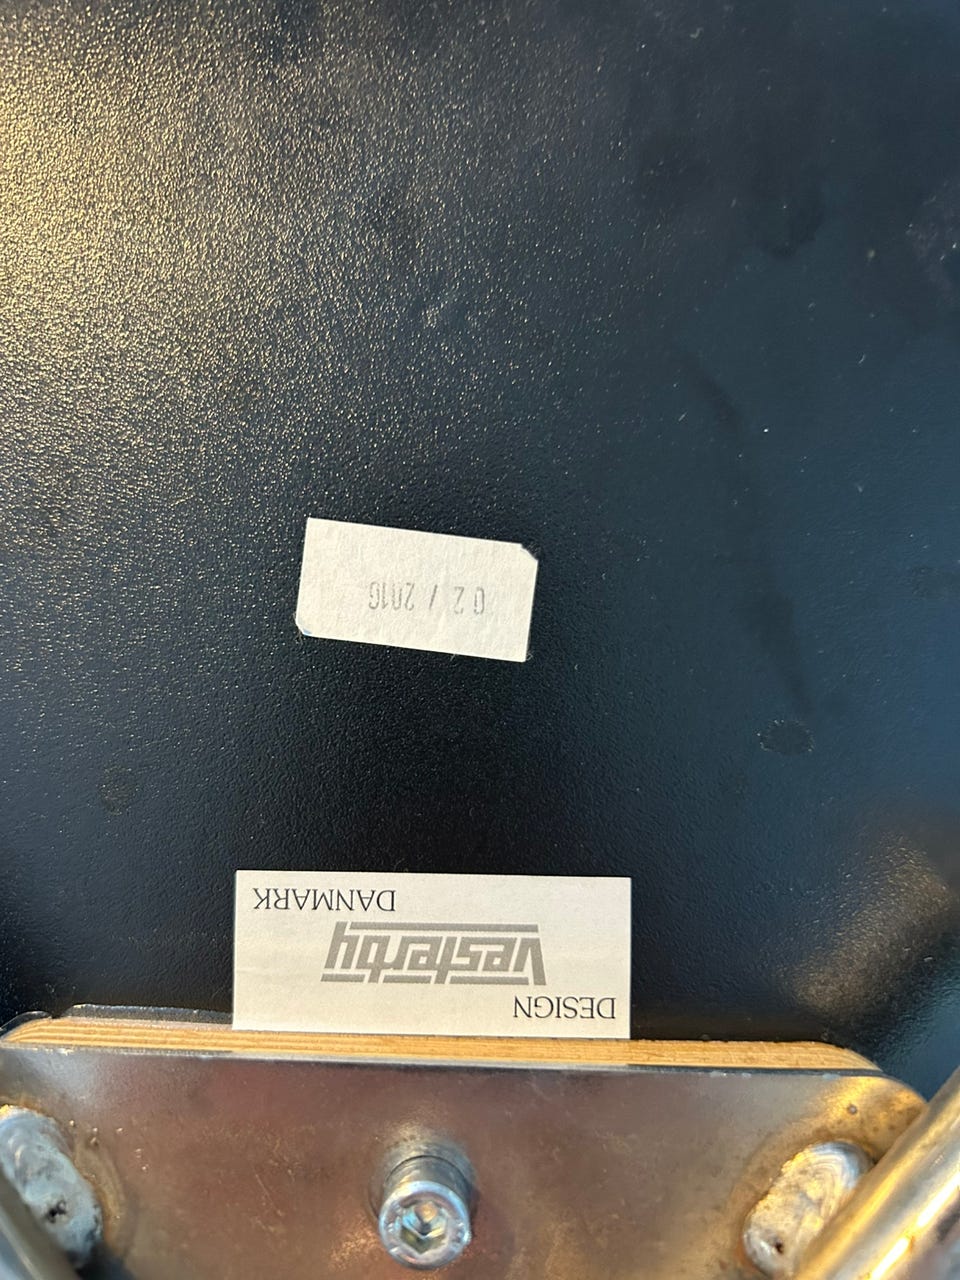 DESIGN
vesterby
DANMARK
02 / 2016